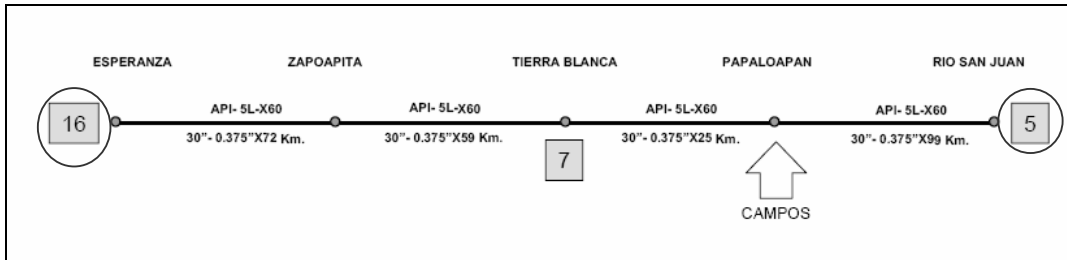 ESPERANZA ZAPOAPITA TIERRA BLANCA PAPALOAPAN RIO SAN JUAN
API- 5L-X60 API- 5L-X60 API- 5L-X60 API- 5L-X60
16 5
30”- 0.375”X72 Km. 30”- 0.375”X59 Km. 30”- 0.375”X25 Km. 30”- 0.375”X99 Km.
7
CAMPOS